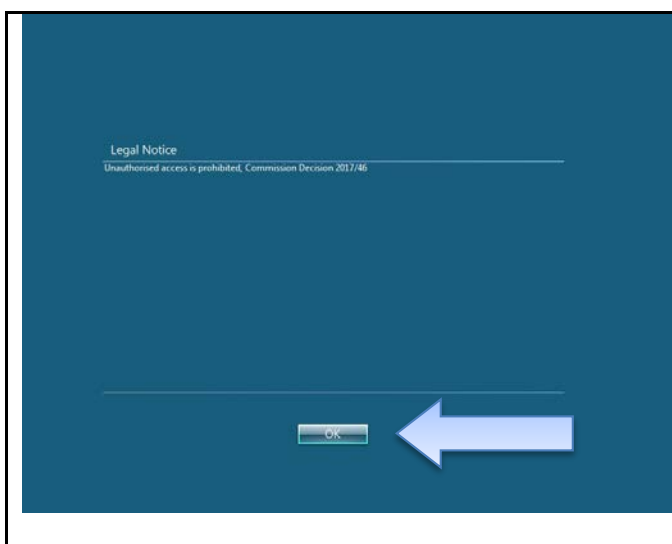 Legal Notice
Unauthorised access is prohibited, Commission Decision 2017/46
OK